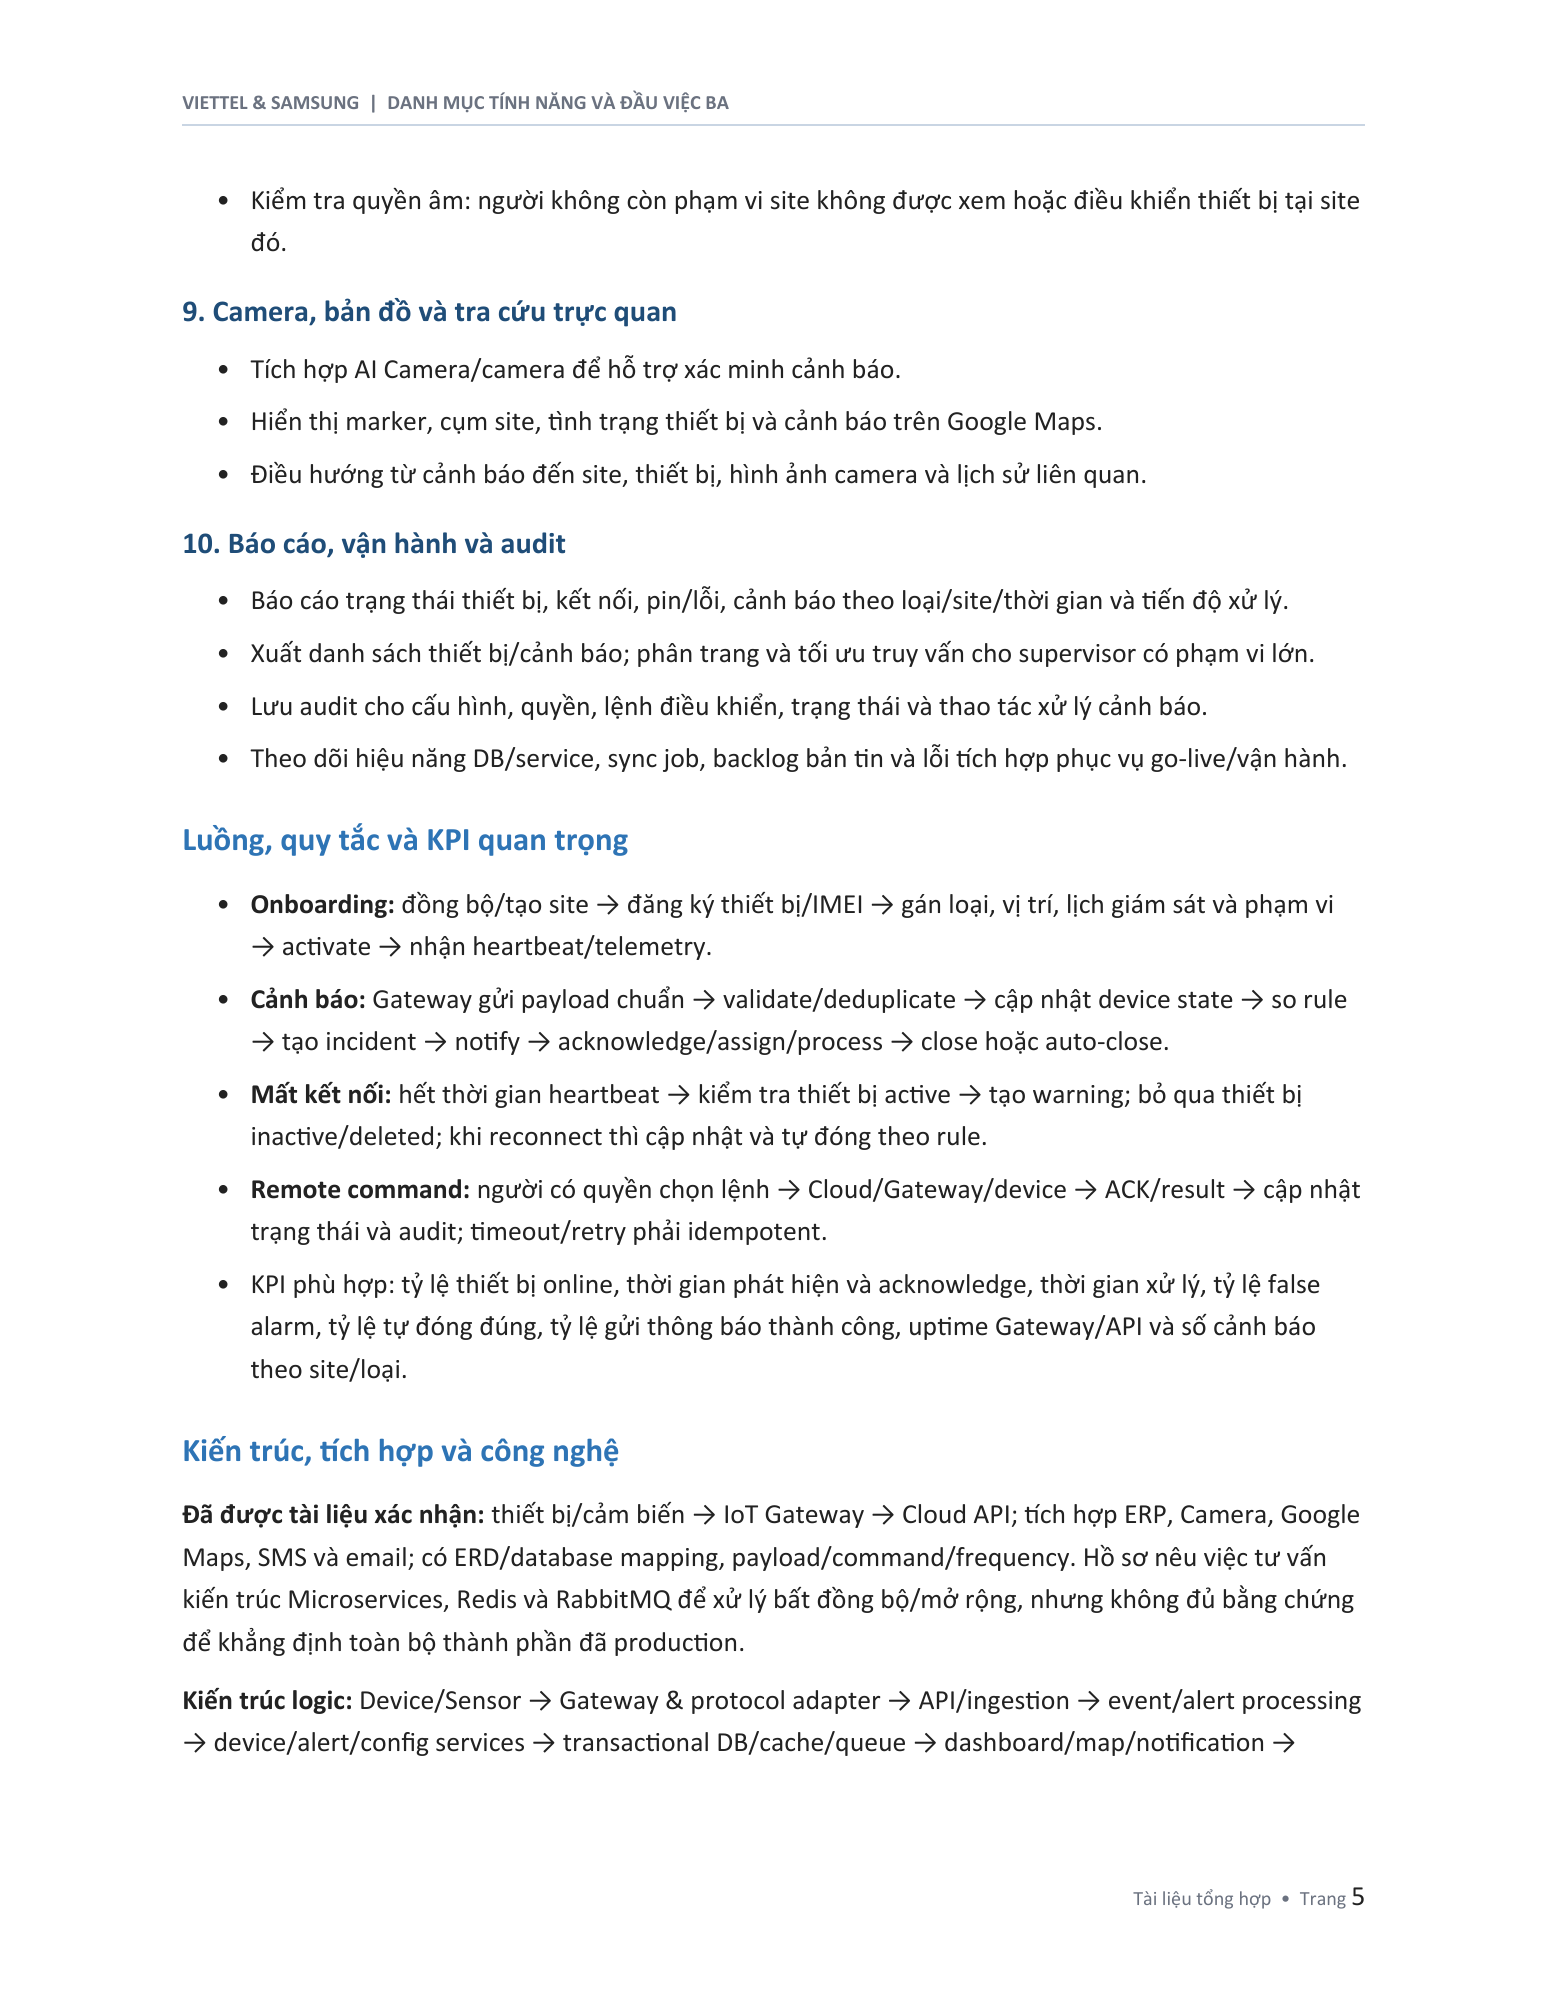 VIETTEL & SAMSUNG | DANH MỤC TÍNH NĂNG VÀ ĐẦU VIỆC BA
• Kiểm tra quyền âm: người không còn phạm vi site không được xem hoặc điều khiển thiết bị tại site
đó.
9. Camera, bản đồ và tra cứu trực quan
• Tích hợp AI Camera/camera để hỗ trợ xác minh cảnh báo.
• Hiển thị marker, cụm site, tình trạng thiết bị và cảnh báo trên Google Maps.
• Điều hướng từ cảnh báo đến site, thiết bị, hình ảnh camera và lịch sử liên quan.
10. Báo cáo, vận hành và audit
• Báo cáo trạng thái thiết bị, kết nối, pin/lỗi, cảnh báo theo loại/site/thời gian và tiến độ xử lý.
• Xuất danh sách thiết bị/cảnh báo; phân trang và tối ưu truy vấn cho supervisor có phạm vi lớn.
• Lưu audit cho cấu hình, quyền, lệnh điều khiển, trạng thái và thao tác xử lý cảnh báo.
• Theo dõi hiệu năng DB/service, sync job, backlog bản tin và lỗi tích hợp phục vụ go-live/vận hành.
Luồng, quy tắc và KPI quan trọng
• Onboarding: đồng bộ/tạo site → đăng ký thiết bị/IMEI → gán loại, vị trí, lịch giám sát và phạm vi
→ activate → nhận heartbeat/telemetry.
• Cảnh báo: Gateway gửi payload chuẩn → validate/deduplicate → cập nhật device state → so rule
→ tạo incident → notify → acknowledge/assign/process → close hoặc auto-close.
• Mất kết nối: hết thời gian heartbeat → kiểm tra thiết bị active → tạo warning; bỏ qua thiết bị
inactive/deleted; khi reconnect thì cập nhật và tự đóng theo rule.
• Remote command: người có quyền chọn lệnh → Cloud/Gateway/device → ACK/result → cập nhật
trạng thái và audit; timeout/retry phải idempotent.
• KPI phù hợp: tỷ lệ thiết bị online, thời gian phát hiện và acknowledge, thời gian xử lý, tỷ lệ false
alarm, tỷ lệ tự đóng đúng, tỷ lệ gửi thông báo thành công, uptime Gateway/API và số cảnh báo
theo site/loại.
Kiến trúc, tích hợp và công nghệ
Đã được tài liệu xác nhận: thiết bị/cảm biến → IoT Gateway → Cloud API; tích hợp ERP, Camera, Google
Maps, SMS và email; có ERD/database mapping, payload/command/frequency. Hồ sơ nêu việc tư vấn
kiến trúc Microservices, Redis và RabbitMQ để xử lý bất đồng bộ/mở rộng, nhưng không đủ bằng chứng
để khẳng định toàn bộ thành phần đã production.
Kiến trúc logic: Device/Sensor → Gateway & protocol adapter → API/ingestion → event/alert processing
→ device/alert/config services → transactional DB/cache/queue → dashboard/map/notification →
Tài liệu tổng hợp • Trang 5